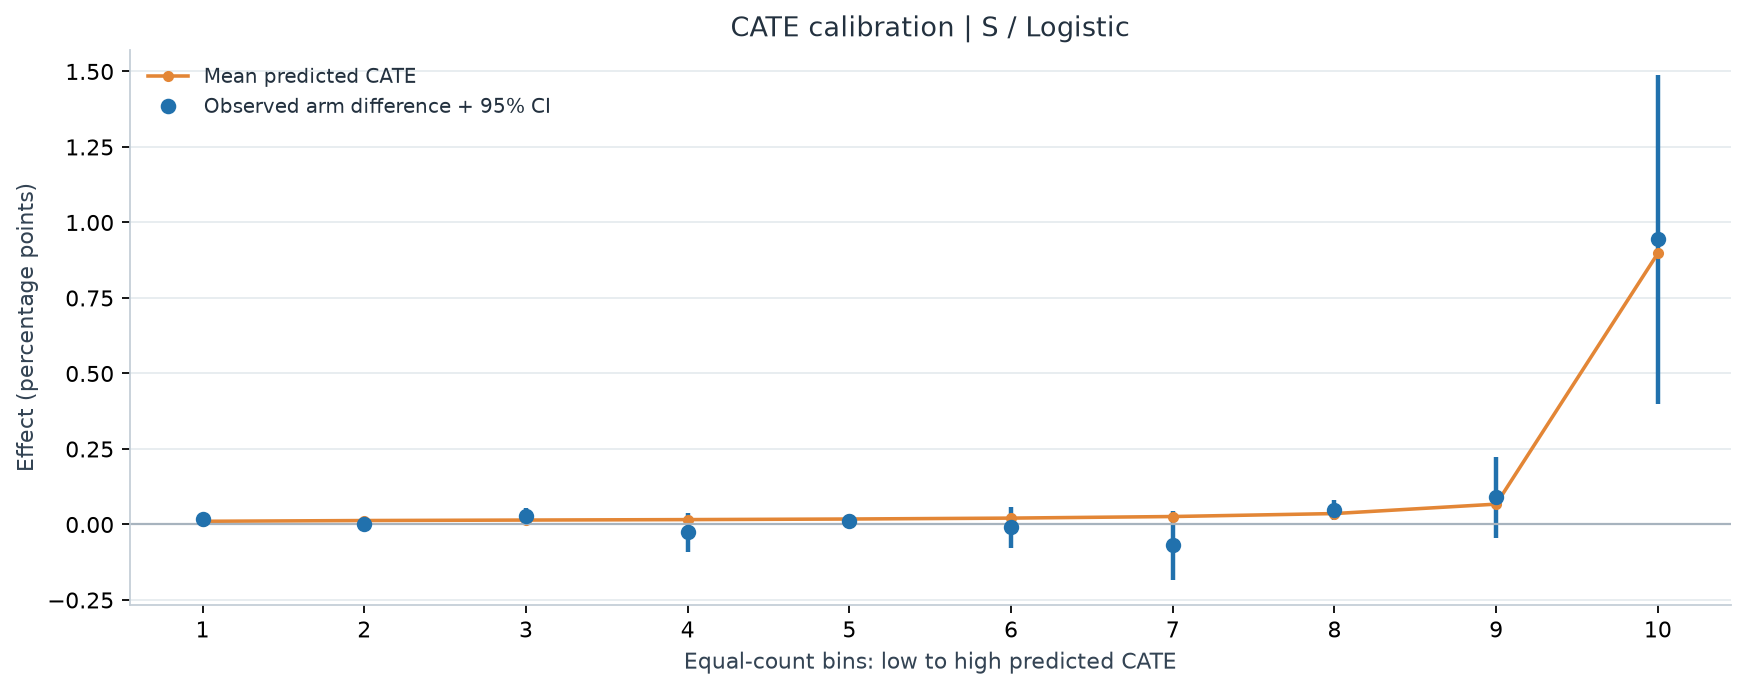 CATE calibration | S / Logistic
Mean predicted CATE
Observed arm difference + 95% CI
Effect (percentage points)
1.50
1.25
1.00
0.75
0.50
0.25
0.00
−0.25
1 2 3 4 5 6 7 8 9 10
Equal-count bins: low to high predicted CATE